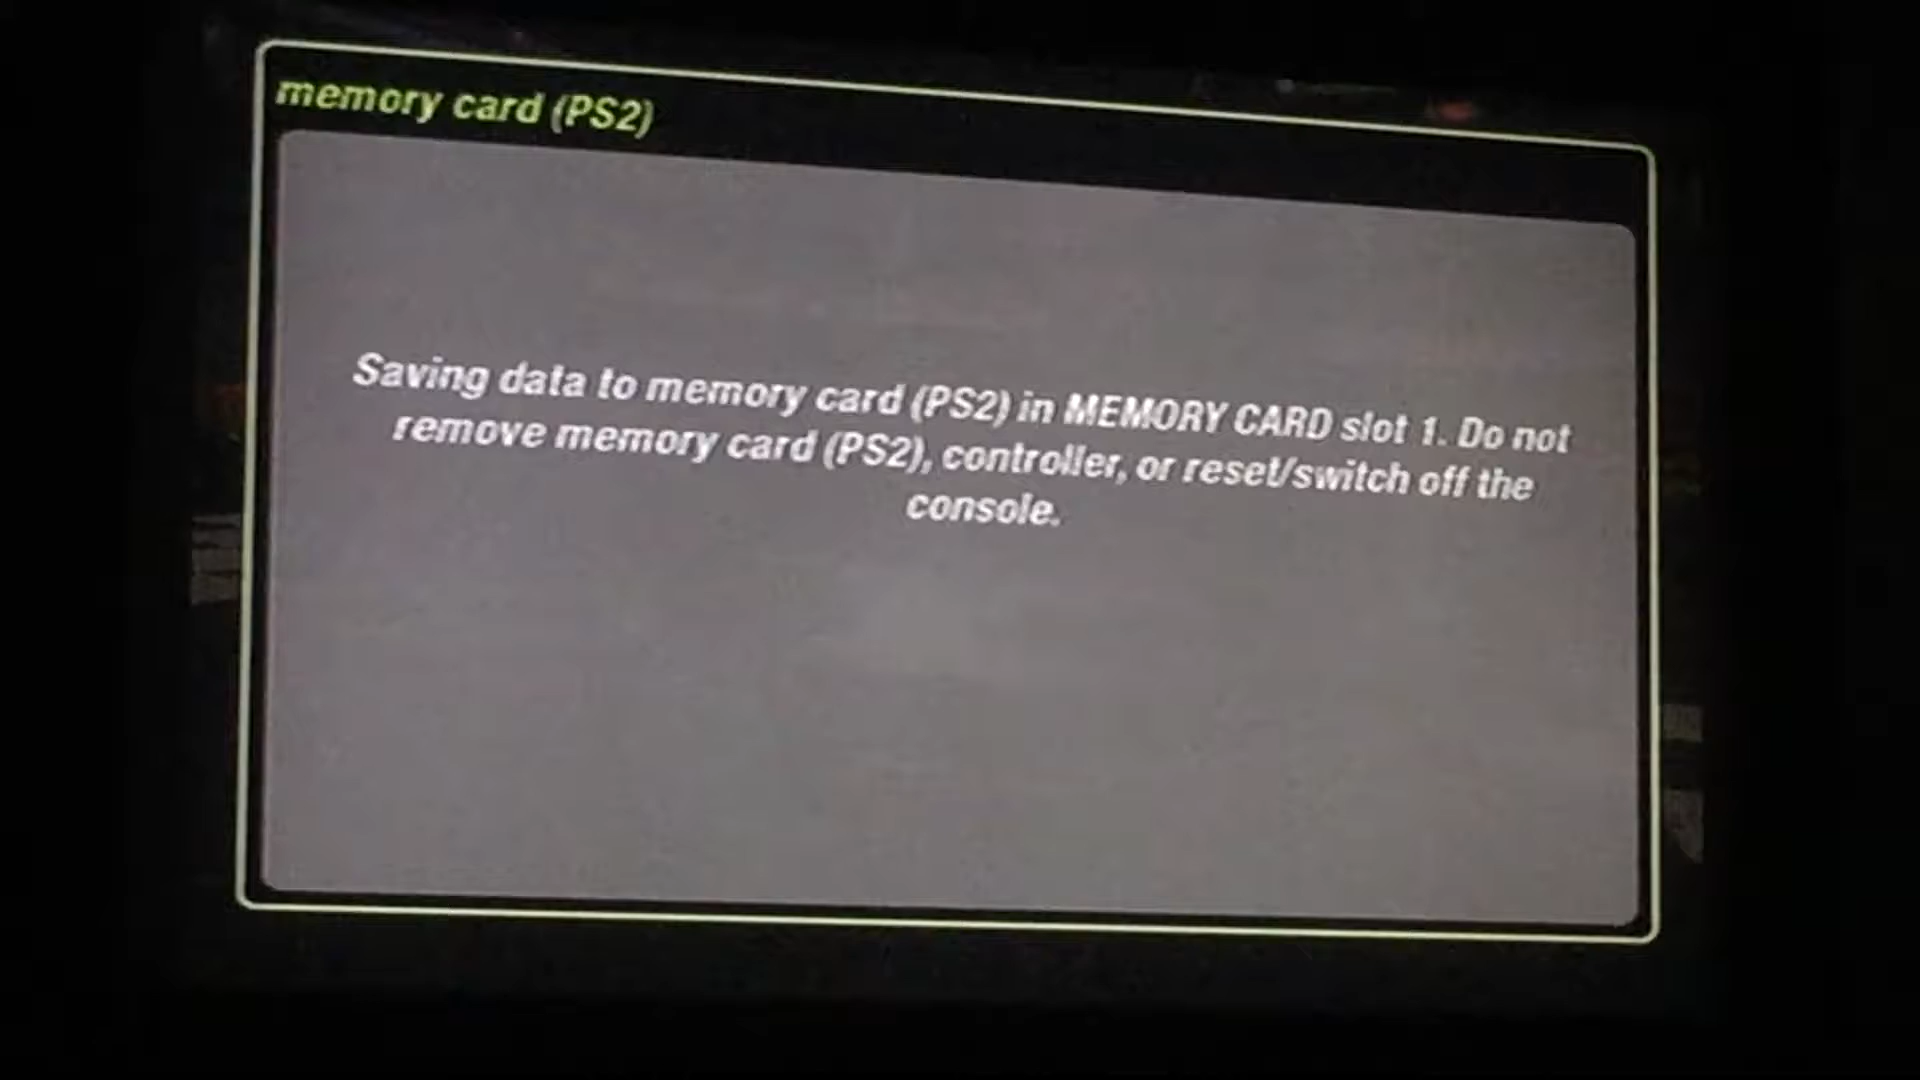 memory card (PS2)
Saving data to memory card (PS2) in MEMORY CARD slot 1. Do not
remove memory card (PS2), controller, or reset/switch off the
console.